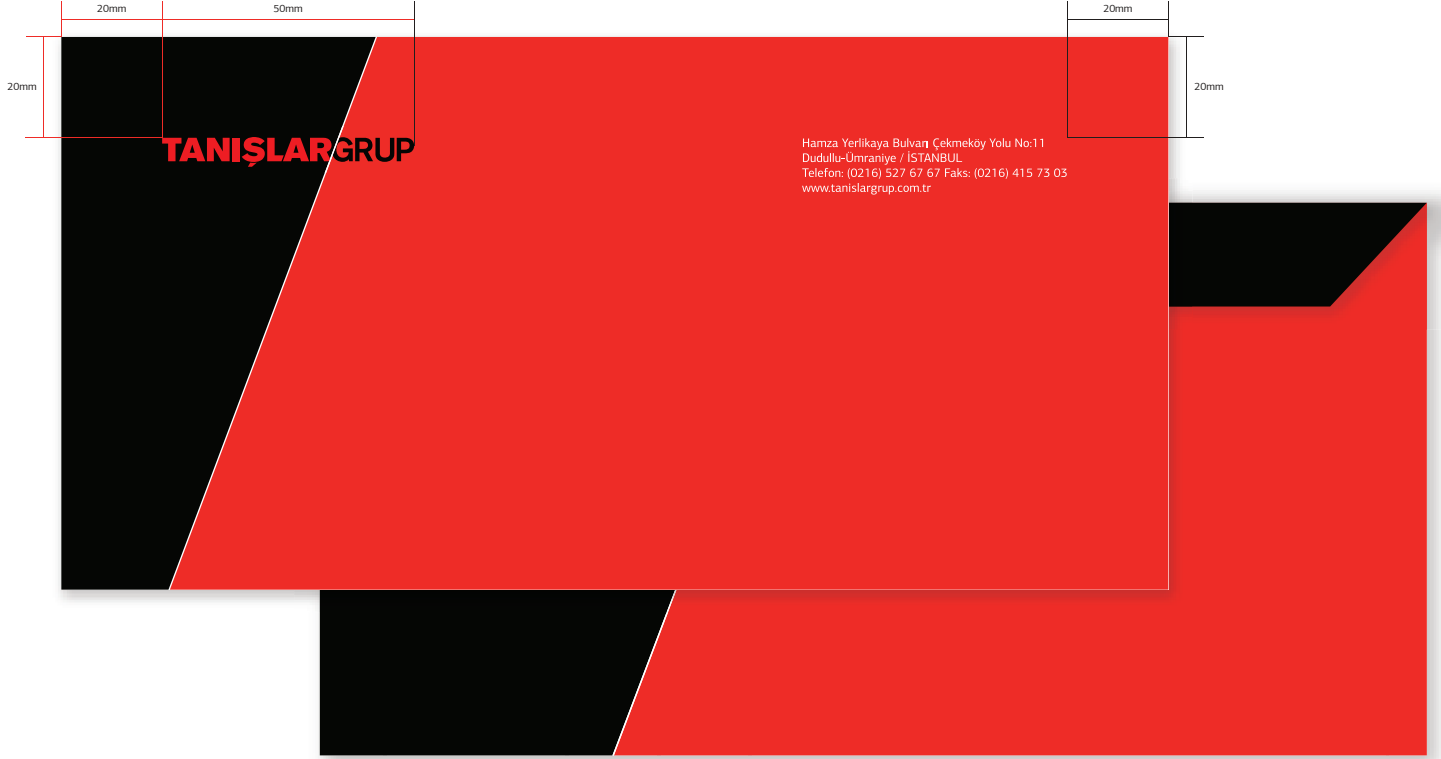 20mm 50mm 20mm
20mm 20mm
TANIŞLARGRUP
Hamza Yerlikaya Bulvarı Çekmeköy Yolu No:11
Dudullu-Ümraniye / İSTANBUL
Telefon: (0216) 527 67 67 Faks: (0216) 415 73 03
www.tanislargrup.com.tr